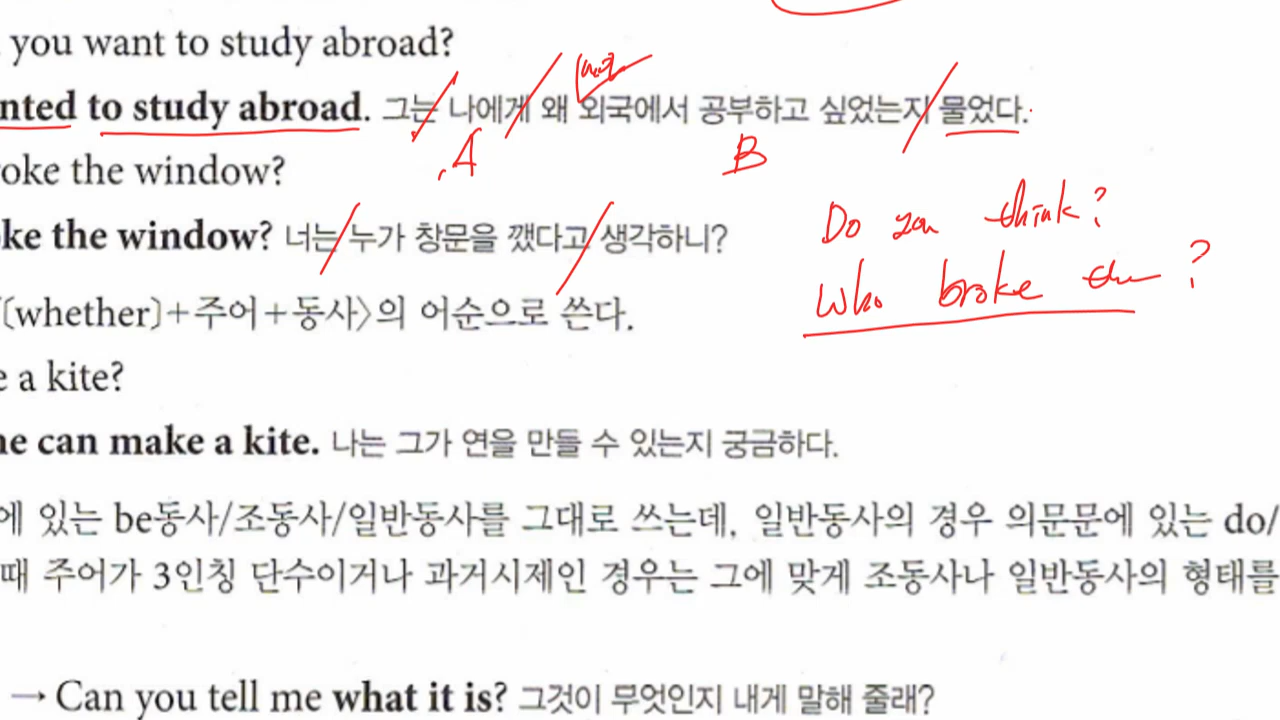 you want to study abroad?
nted to study abroad. 그는 나에게 왜 외국에서 공부하고 싶었는지 물었다.
A B
roke the window?
Do you think?
ke the window? 너는 누가 창문을 깼다고 생각하니?
Who broke the ?
(whether)+주어+동사〉의 어순으로 쓴다.
e a kite?
ne can make a kite. 나는 그가 연을 만들 수 있는지 궁금하다.
에 있는 be동사/조동사/일반동사를 그대로 쓰는데, 일반동사의 경우 의문문에 있는 do/
때 주어가 3인칭 단수이거나 과거시제인 경우는 그에 맞게 조동사나 일반동사의 형태를
→ Can you tell me what it is? 그것이 무엇인지 내게 말해 줄래?